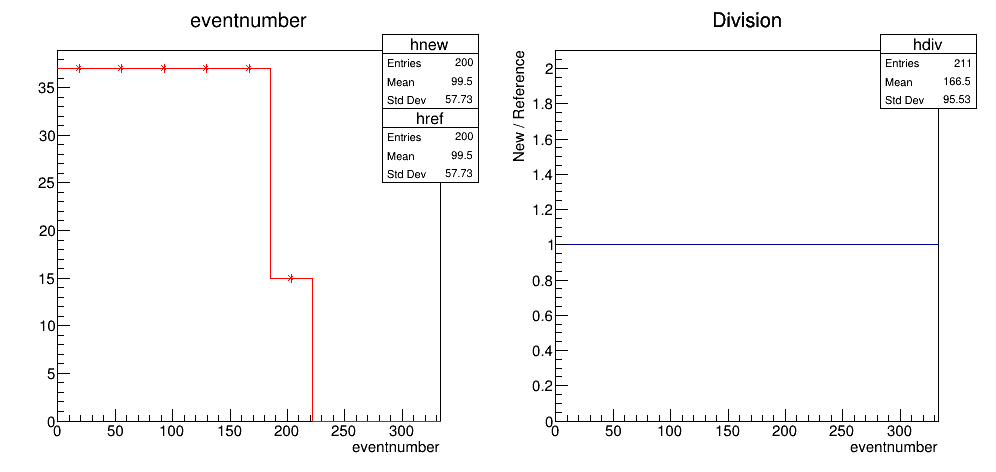 eventnumber
hnew
Entries 200
Mean 99.5
Std Dev 57.73
href
Entries 200
Mean 99.5
Std Dev 57.73
35
30
25
20
15
10
5
0
0 50 100 150 200 250 300
eventnumber
Division
hdiv
Entries 211
Mean 166.5
Std Dev 95.53
New / Reference
2
1.8
1.6
1.4
1.2
1
0.8
0.6
0.4
0.2
0
0 50 100 150 200 250 300
eventnumber